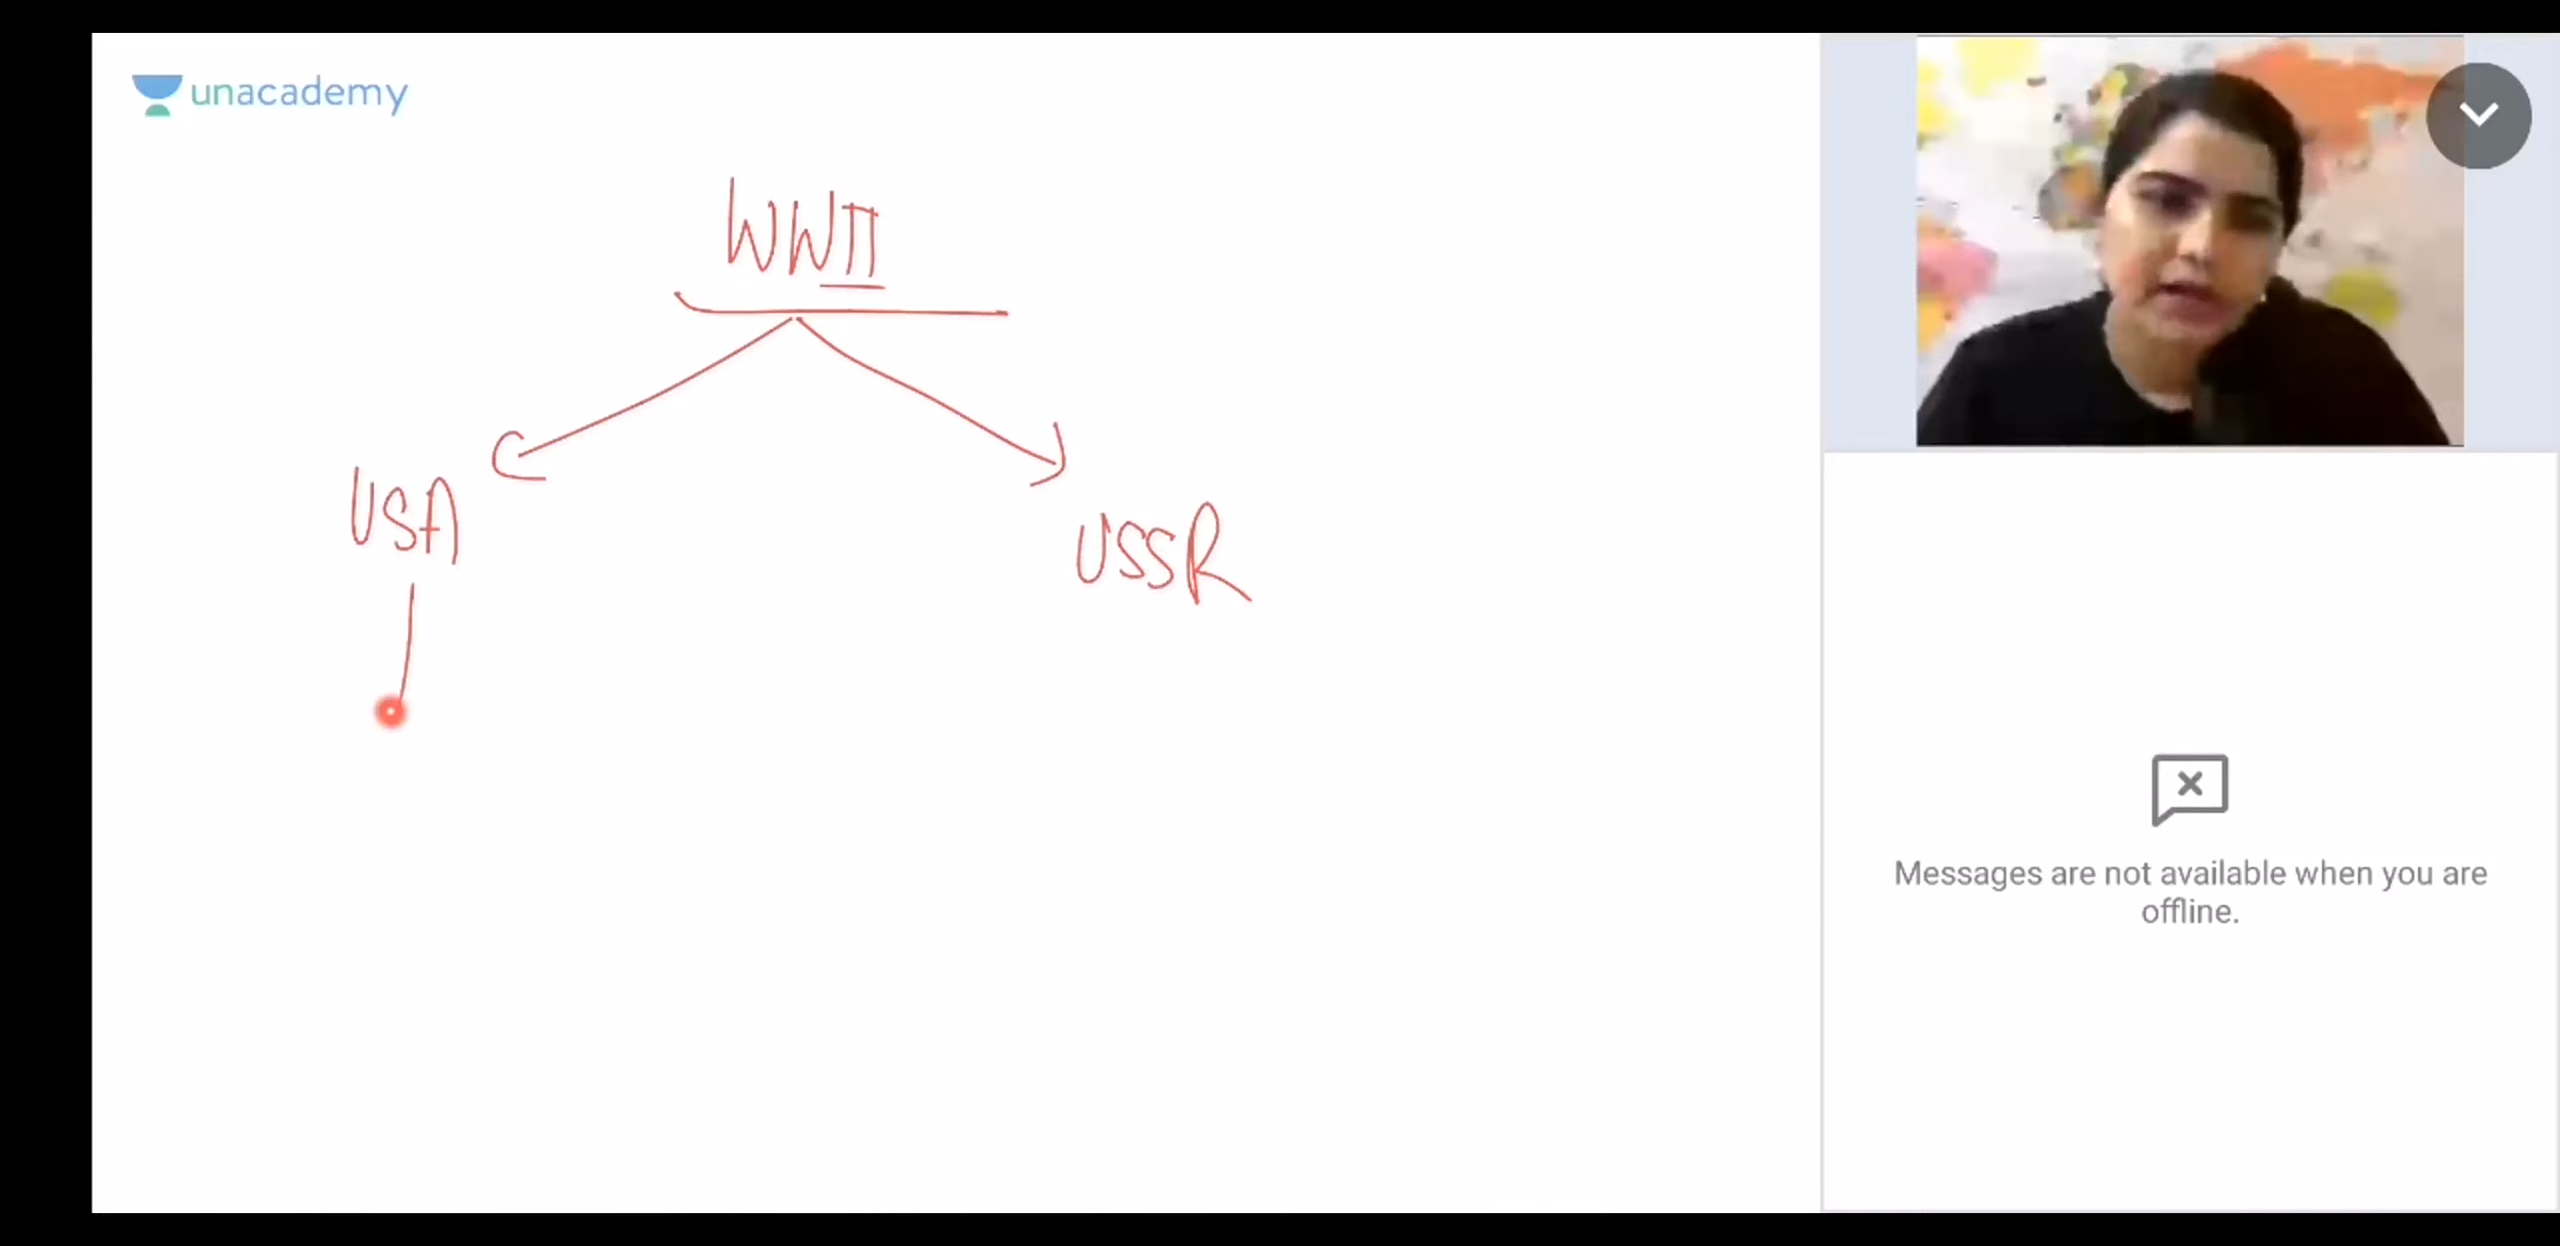 unacademy
WWII
USA
USSR
Messages are not available when you are
offline.